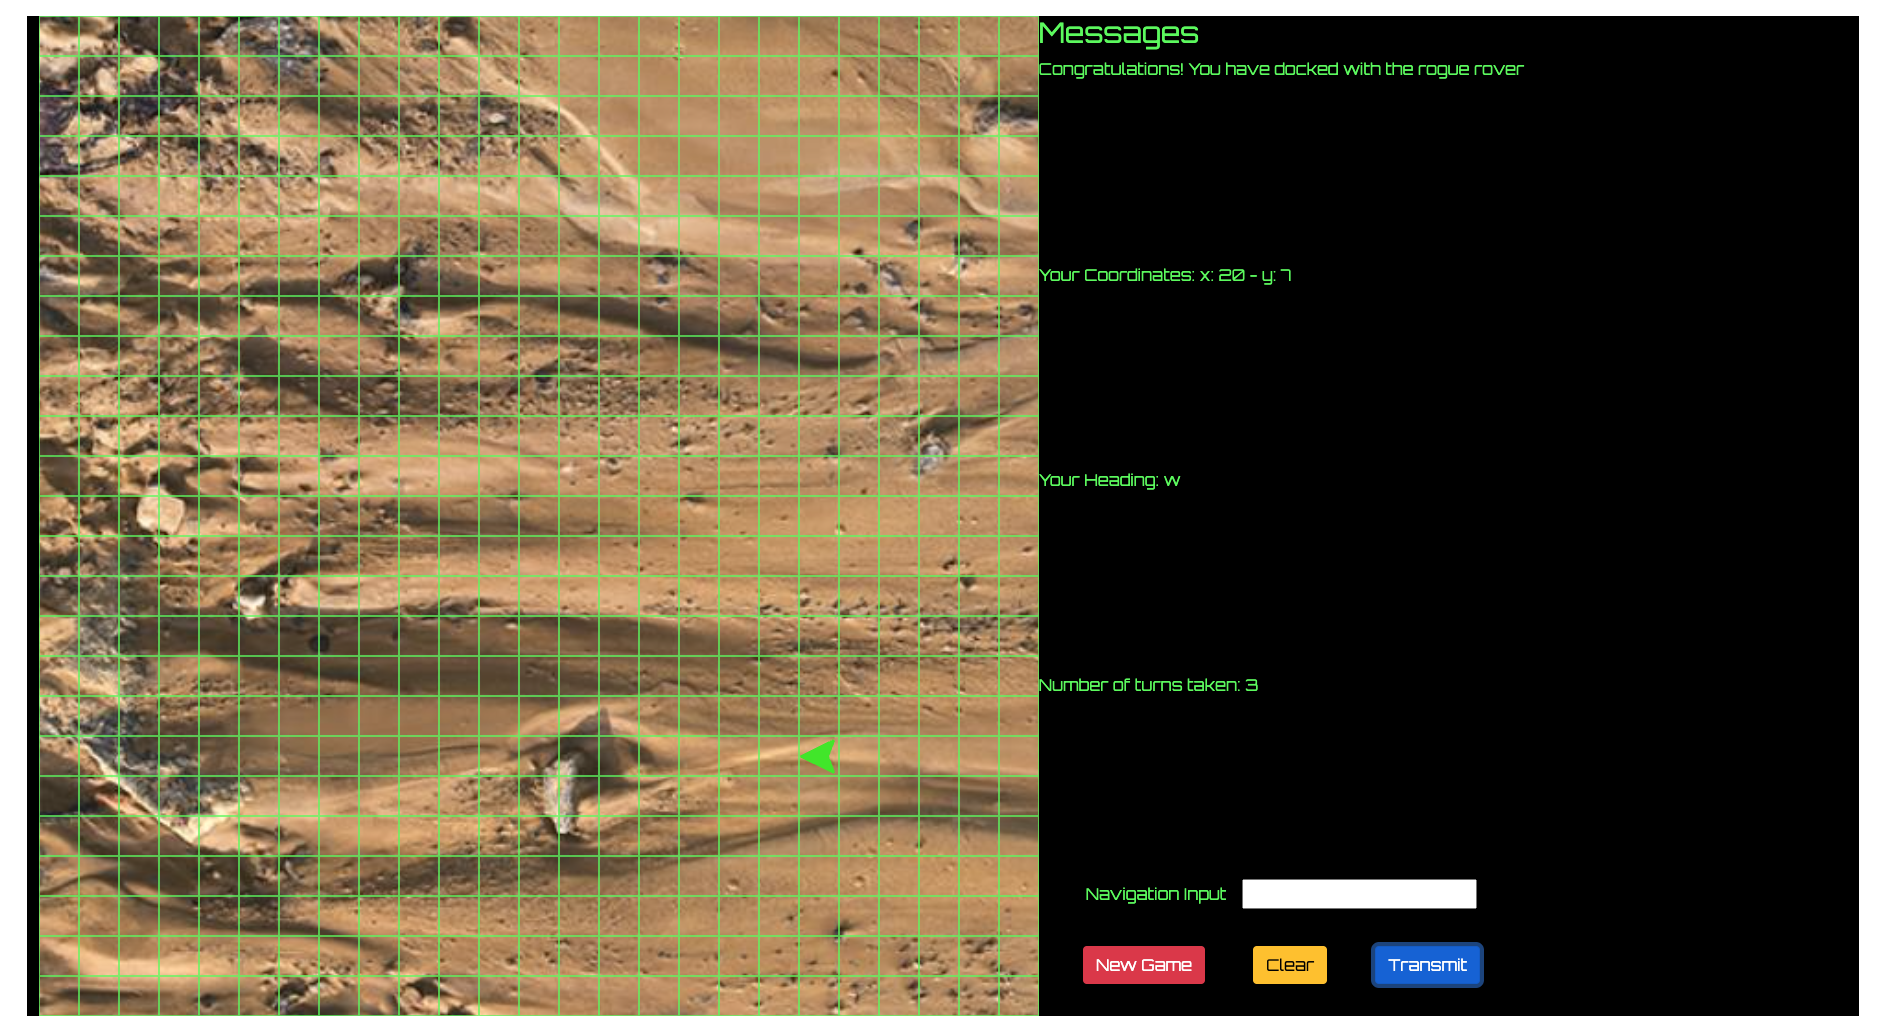 Messages
Congratulations! You have docked with the rogue rover
Your Coordinates: x: 20 - y: 7
Your Heading: w
Number of turns taken: 3
Navigation Input
New Game Clear Transmit